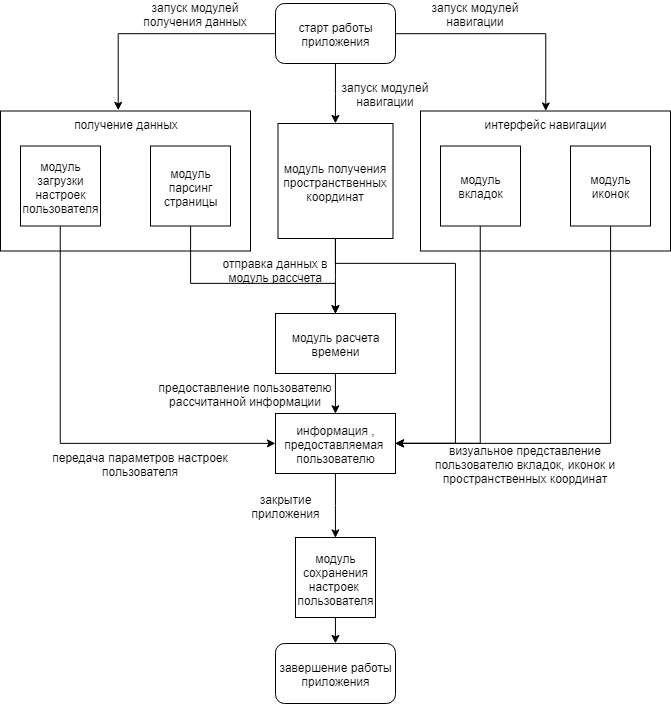 запуск модулей
получения данных
старт работы
приложения
запуск модулей
навигации
запуск модулей
навигации
получение данных
интерфейс навигации
модуль
загрузки
настроек
пользователя
модуль
парсинг
страницы
модуль получения
пространственных
координат
модуль
вкладок
модуль
иконок
отправка данных в
модуль рассчета
модуль расчета
времени
предоставление пользователю
рассчитанной информации
информация ,
предоставляемая
пользователю
передача параметров настроек
пользователя
визуальное представление
пользователю вкладок, иконок и
пространственных координат
закрытие
приложения
модуль
сохранения
настроек
пользователя
завершение работы
приложения